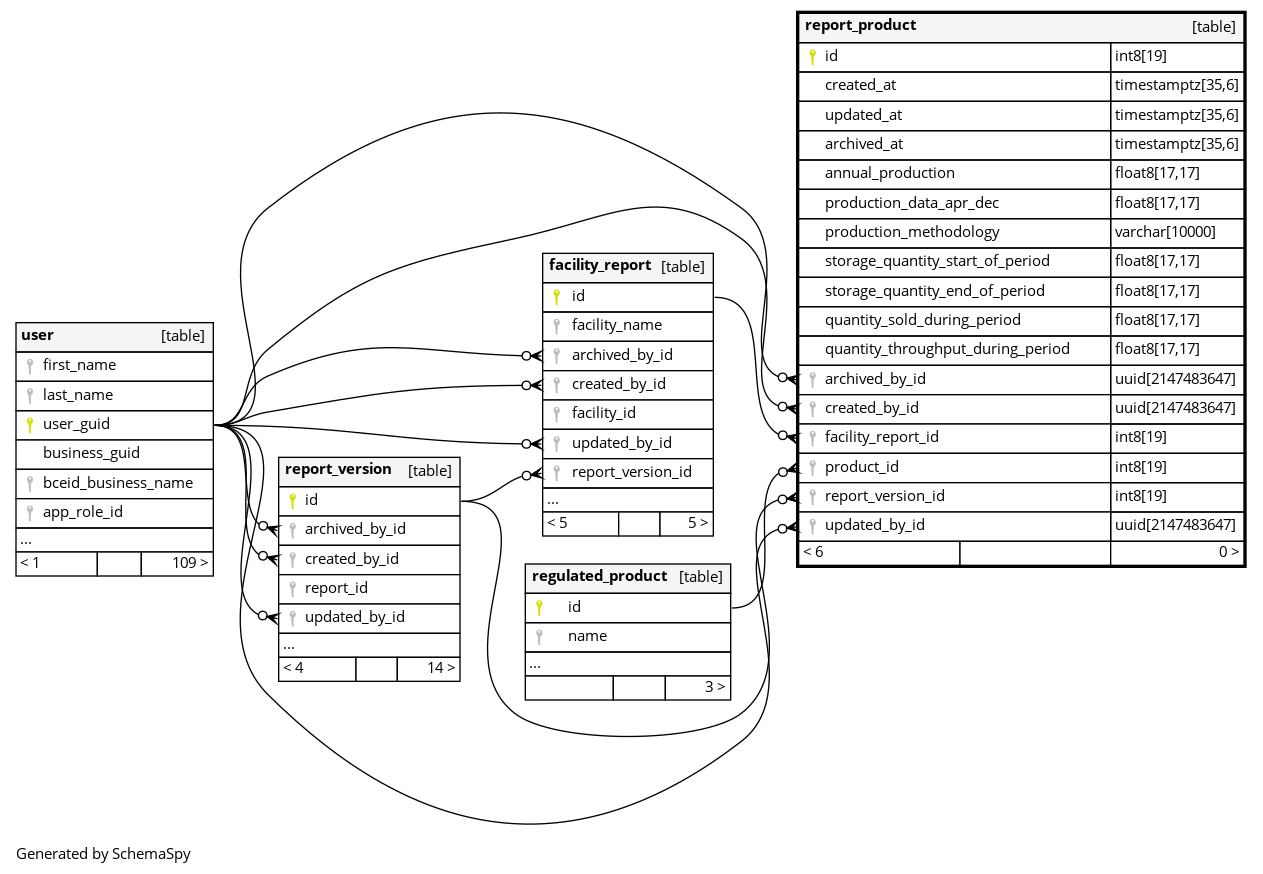 report_product [table]
id int8[19]
created_at timestamptz[35,6]
updated_at timestamptz[35,6]
archived_at timestamptz[35,6]
annual_production float8[17,17]
production_data_apr_dec float8[17,17]
production_methodology varchar[10000]
storage_quantity_start_of_period float8[17,17]
storage_quantity_end_of_period float8[17,17]
quantity_sold_during_period float8[17,17]
quantity_throughput_during_period float8[17,17]
archived_by_id uuid[2147483647]
created_by_id uuid[2147483647]
facility_report_id int8[19]
product_id int8[19]
report_version_id int8[19]
updated_by_id uuid[2147483647]
< 6 0 >
facility_report [table]
id
facility_name
archived_by_id
created_by_id
facility_id
updated_by_id
report_version_id
...
< 5 5 >
user [table]
first_name
last_name
user_guid
business_guid
bceid_business_name
app_role_id
...
< 1 109 >
report_version [table]
id
archived_by_id
created_by_id
report_id
updated_by_id
...
< 4 14 >
regulated_product [table]
id
name
...
3 >
Generated by SchemaSpy